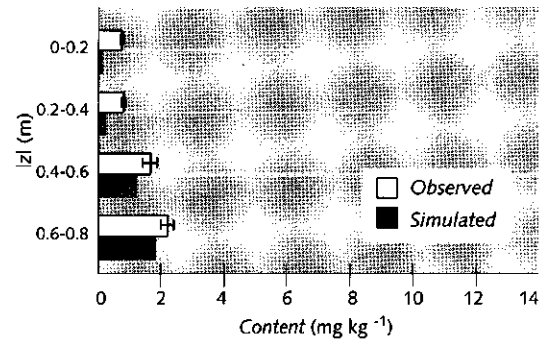 |z| (m)
0-0.2
0.2-0.4
0.4-0.6
0.6-0.8
Observed
Simulated
0 2 4 6 8 10 12 14
Content (mg kg -1)